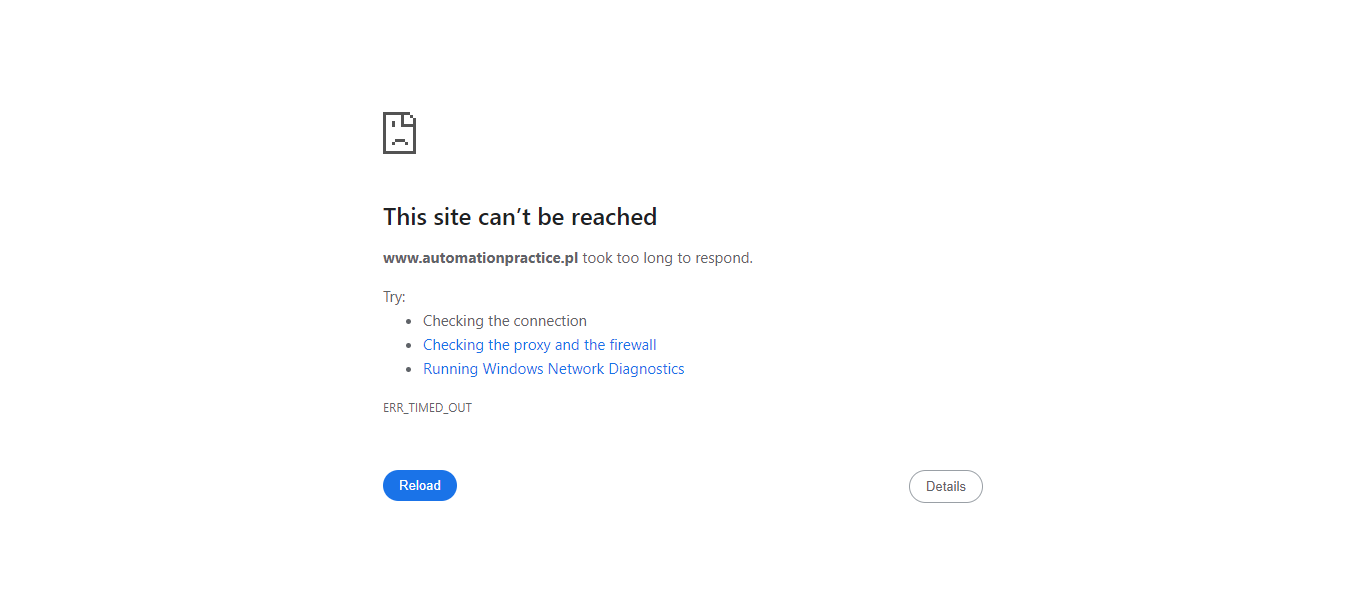 This site can’t be reached
www.automationpractice.pl took too long to respond.
Try:
Checking the connection
Checking the proxy and the firewall
Running Windows Network Diagnostics
ERR_TIMED_OUT
Reload
Details